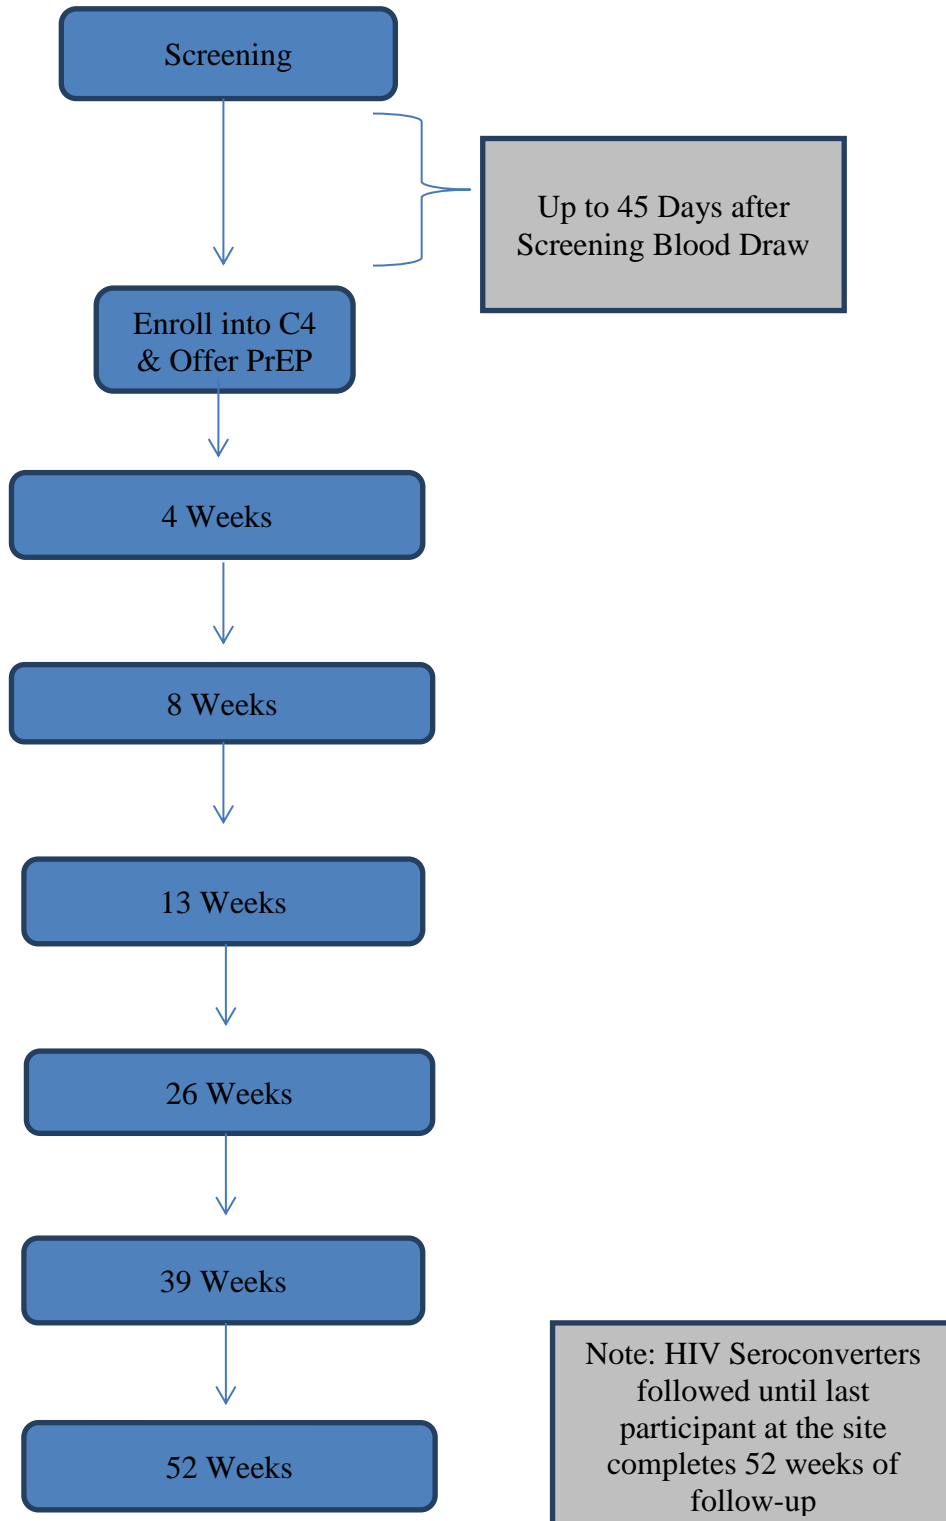 Screening
Up to 45 Days after
Screening Blood Draw
Enroll into C4
& Offer PrEP
4 Weeks
8 Weeks
13 Weeks
26 Weeks
39 Weeks
52 Weeks
Note: HIV Seroconverters
followed until last
participant at the site
completes 52 weeks of
follow-up